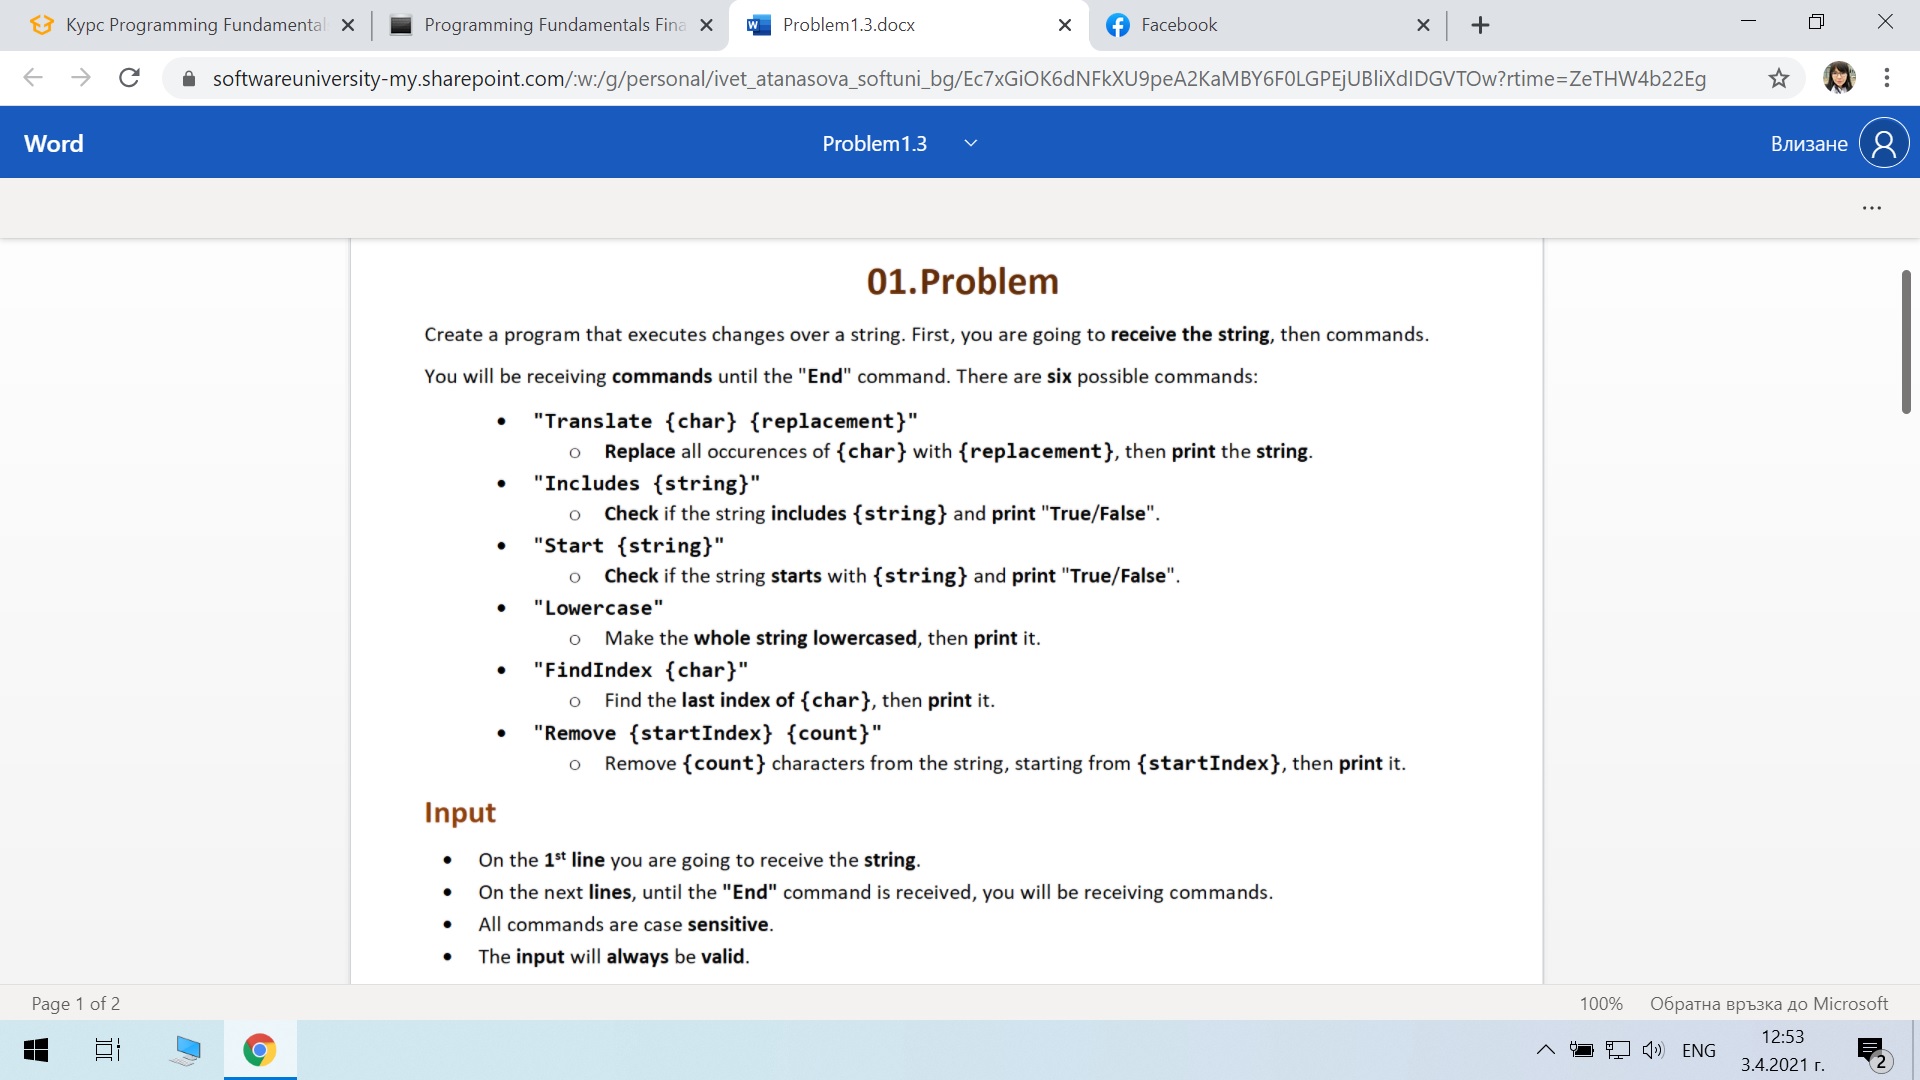 Курс Programming Fundamental
Programming Fundamentals Fina
Problem1.3.docx
Facebook
softwareuniversity-my.sharepoint.com/:w:/g/personal/ivet_atanasova_softuni_bg/Ec7xGiOK6dNFkXU9peA2KaMBY6F0LGPEjUBliXdIDGVTOw?rtime=ZeTHW4b22Eg
Word
Problem1.3
Влизане
01.Problem
Create a program that executes changes over a string. First, you are going to receive the string, then commands.
You will be receiving commands until the "End" command. There are six possible commands:
• "Translate {char} {replacement}"
o Replace all occurences of {char} with {replacement}, then print the string.
• "Includes {string}"
o Check if the string includes {string} and print "True/False".
• "Start {string}"
o Check if the string starts with {string} and print "True/False".
• "Lowercase"
o Make the whole string lowercased, then print it.
• "FindIndex {char}"
o Find the last index of {char}, then print it.
• "Remove {startIndex} {count}"
o Remove {count} characters from the string, starting from {startIndex}, then print it.
Input
• On the 1st line you are going to receive the string.
• On the next lines, until the "End" command is received, you will be receiving commands.
• All commands are case sensitive.
• The input will always be valid.
Page 1 of 2
100%
Обратна връзка до Microsoft
ENG
12:53
3.4.2021 г.
2